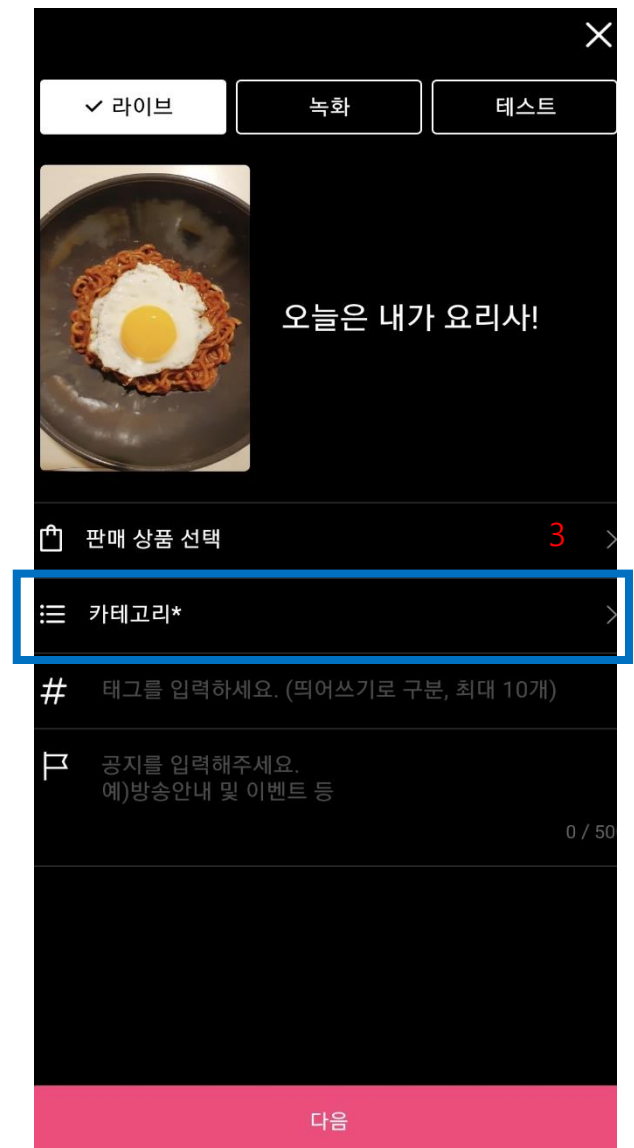 라이브
녹화
테스트
오늘은 내가 요리사!
판매 상품 선택
3
카테고리*
# 태그를 입력하세요. (띄어쓰기로 구분, 최대 10개)
공지를 입력해주세요.
예)방송안내 및 이벤트 등
0 / 50
다음